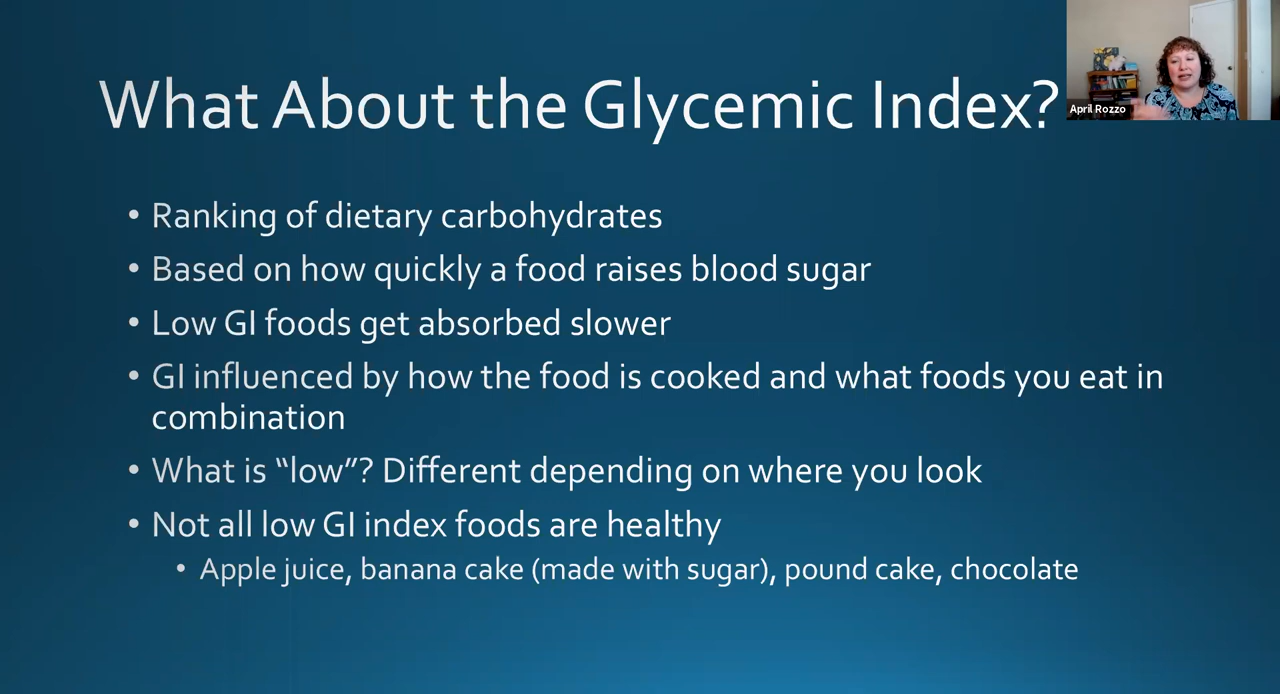 What About the Glycemic Index?
April Rozzo
• Ranking of dietary carbohydrates
• Based on how quickly a food raises blood sugar
• Low GI foods get absorbed slower
• GI influenced by how the food is cooked and what foods you eat in
combination
• What is “low”? Different depending on where you look
• Not all low GI index foods are healthy
• Apple juice, banana cake (made with sugar), pound cake, chocolate